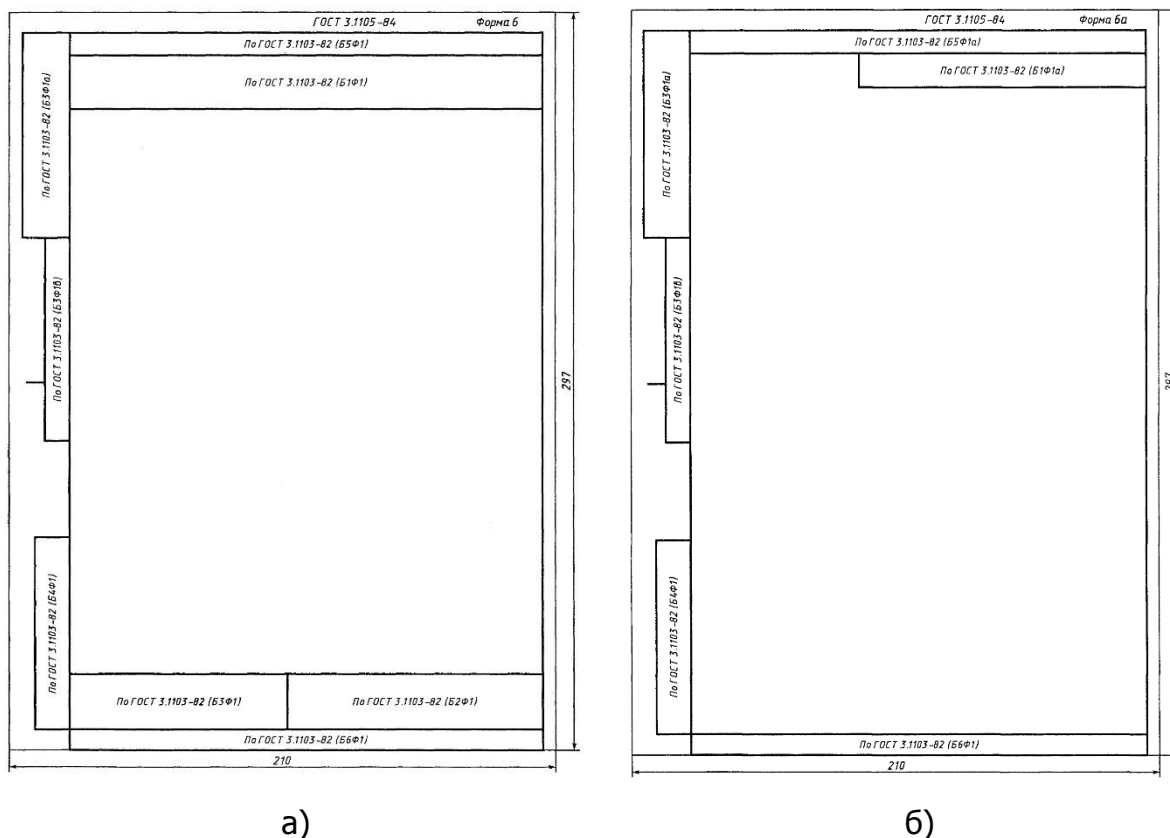 ГОСТ 3.1105-84 Форма 6
По ГОСТ 3.1103-82 (Б5Ф1)
По ГОСТ 3.1103-82 (Б1Ф1)
По ГОСТ 3.1103-82 (Б3Ф1а)
По ГОСТ 3.1103-82 (Б3Ф1в)
По ГОСТ 3.1103-82 (Б4Ф1)
По ГОСТ 3.1103-82 (Б3Ф1)
По ГОСТ 3.1103-82 (Б2Ф1)
По ГОСТ 3.1103-82 (Б6Ф1)
210
297
а)
ГОСТ 3.1105-84 Форма 6а
По ГОСТ 3.1103-82 (Б5Ф1а)
По ГОСТ 3.1103-82 (Б1Ф1а)
По ГОСТ 3.1103-82 (Б3Ф1а)
По ГОСТ 3.1103-82 (Б3Ф1в)
По ГОСТ 3.1103-82 (Б4Ф1)
По ГОСТ 3.1103-82 (Б6Ф1)
210
297
б)